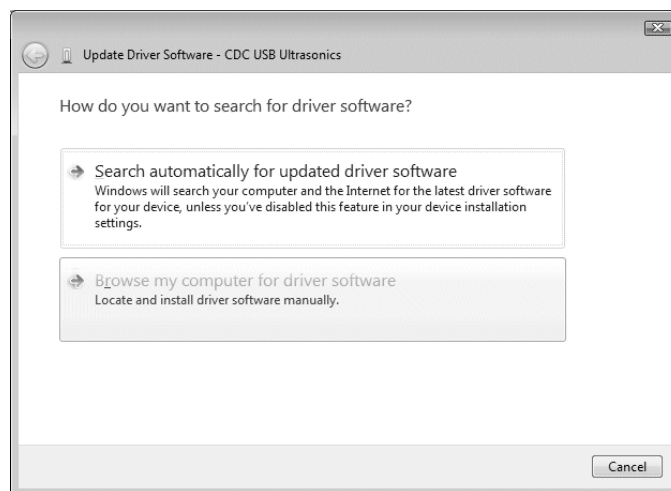 Update Driver Software - CDC USB Ultrasonics
How do you want to search for driver software?
Search automatically for updated driver software
Windows will search your computer and the Internet for the latest driver software
for your device, unless you've disabled this feature in your device installation
settings.
Browse my computer for driver software
Locate and install driver software manually.
Cancel